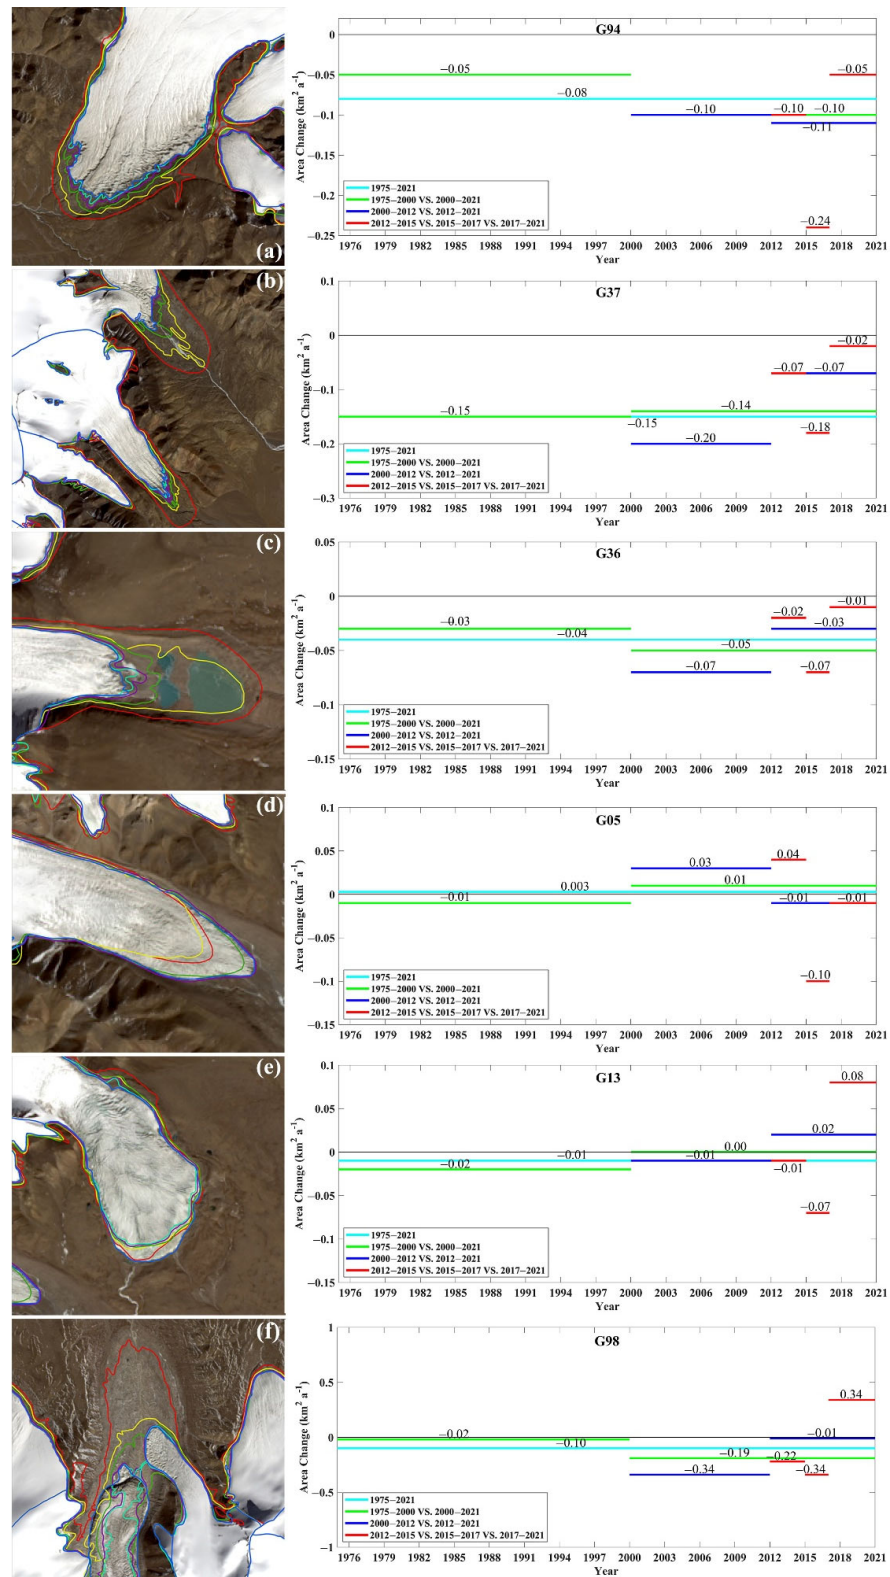 G94
0
−0.05
−0.05
−0.05
−0.08
−0.1
−0.10
−0.10
−0.10
−0.11
−0.15
−0.2
−0.24
−0.25
Area Change (km² a⁻¹)
1975−2021
1975−2000 VS. 2000−2021
2000−2012 VS. 2012−2021
2012−2015 VS. 2015−2017 VS. 2017−2021
1976 1979 1982 1985 1988 1991 1994 1997 2000 2003 2006 2009 2012 2015 2018 2021
Year
(a)
(b)
G37
0.1
0
−0.02
−0.07
−0.07
−0.1
−0.15
−0.14
−0.15
−0.18
−0.2
−0.20
−0.3
Area Change (km² a⁻¹)
1975−2021
1975−2000 VS. 2000−2021
2000−2012 VS. 2012−2021
2012−2015 VS. 2015−2017 VS. 2017−2021
1976 1979 1982 1985 1988 1991 1994 1997 2000 2003 2006 2009 2012 2015 2018 2021
Year
(c)
G36
0.05
0
−0.01
−0.02
−0.03
−0.03
−0.04
−0.05
−0.05
−0.07
−0.07
−0.1
−0.15
Area Change (km² a⁻¹)
1975−2021
1975−2000 VS. 2000−2021
2000−2012 VS. 2012−2021
2012−2015 VS. 2015−2017 VS. 2017−2021
1976 1979 1982 1985 1988 1991 1994 1997 2000 2003 2006 2009 2012 2015 2018 2021
Year
(d)
G05
0.1
0.05
0.04
0.03
0.003
0.01
0
−0.01
−0.01
−0.01
−0.05
−0.10
−0.1
−0.15
Area Change (km² a⁻¹)
1975−2021
1975−2000 VS. 2000−2021
2000−2012 VS. 2012−2021
2012−2015 VS. 2015−2017 VS. 2017−2021
1976 1979 1982 1985 1988 1991 1994 1997 2000 2003 2006 2009 2012 2015 2018 2021
Year
(e)
G13
0.1
0.08
0.05
0.02
0
0.00
−0.01
−0.01
−0.01
−0.02
−0.05
−0.07
−0.1
−0.15
Area Change (km² a⁻¹)
1975−2021
1975−2000 VS. 2000−2021
2000−2012 VS. 2012−2021
2012−2015 VS. 2015−2017 VS. 2017−2021
1976 1979 1982 1985 1988 1991 1994 1997 2000 2003 2006 2009 2012 2015 2018 2021
Year
(f)
G98
1
0.5
0.34
0
−0.02
−0.01
−0.10
−0.19
−0.22
−0.34
−0.34
−0.5
−1
Area Change (km² a⁻¹)
1975−2021
1975−2000 VS. 2000−2021
2000−2012 VS. 2012−2021
2012−2015 VS. 2015−2017 VS. 2017−2021
1976 1979 1982 1985 1988 1991 1994 1997 2000 2003 2006 2009 2012 2015 2018 2021
Year